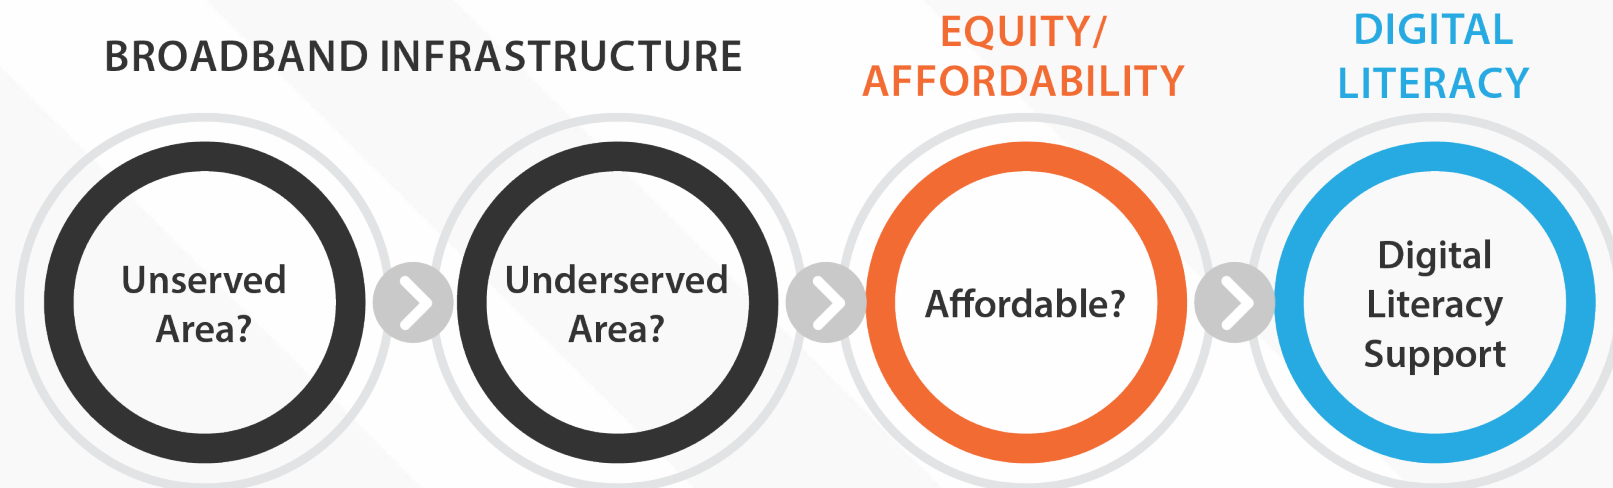 BROADBAND INFRASTRUCTURE
EQUITY/
AFFORDABILITY
DIGITAL
LITERACY
Unserved
Area?
Underserved
Area?
Affordable?
Digital
Literacy
Support